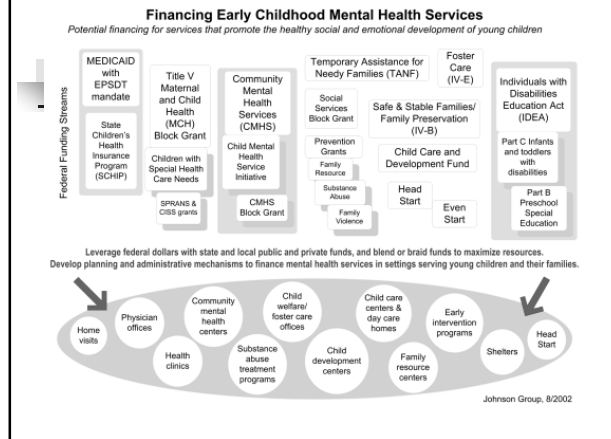 Financing Early Childhood Mental Health Services
Potential financing for services that promote the healthy social and emotional development of young children
Federal Funding Streams
MEDICAID
with
EPSDT
mandate
State
Children's
Health
Insurance
Program
(SCHIP)
Title V
Maternal
and Child
Health
(MCH)
Block Grant
Children with
Special Health
Care Needs
SPRANS &
CISS grants
Community
Mental
Health
Services
(CMHS)
Child Mental
Health
Service
Initiative
CMHS
Block Grant
Temporary Assistance for
Needy Families (TANF)
Foster
Care
(IV-E)
Social
Services
Block Grant
Safe & Stable Families/
Family Preservation
(IV-B)
Prevention
Grants
Family
Resource
Substance
Abuse
Family
Violence
Child Care and
Development Fund
Head
Start
Even
Start
Individuals with
Disabilities
Education Act
(IDEA)
Part C Infants
and toddlers
with
disabilities
Part B
Preschool
Special
Education
Leverage federal dollars with state and local public and private funds, and blend or braid funds to maximize resources.
Develop planning and administrative mechanisms to finance mental health services in settings serving young children and their families.
Home
visits
Physician
offices
Health
clinics
Community
mental
health
centers
Substance
abuse
treatment
programs
Child
welfare/
foster care
offices
Child
development
centers
Child care
centers &
day care
homes
Family
resource
centers
Early
intervention
programs
Shelters
Head
Start
Johnson Group, 8/2002